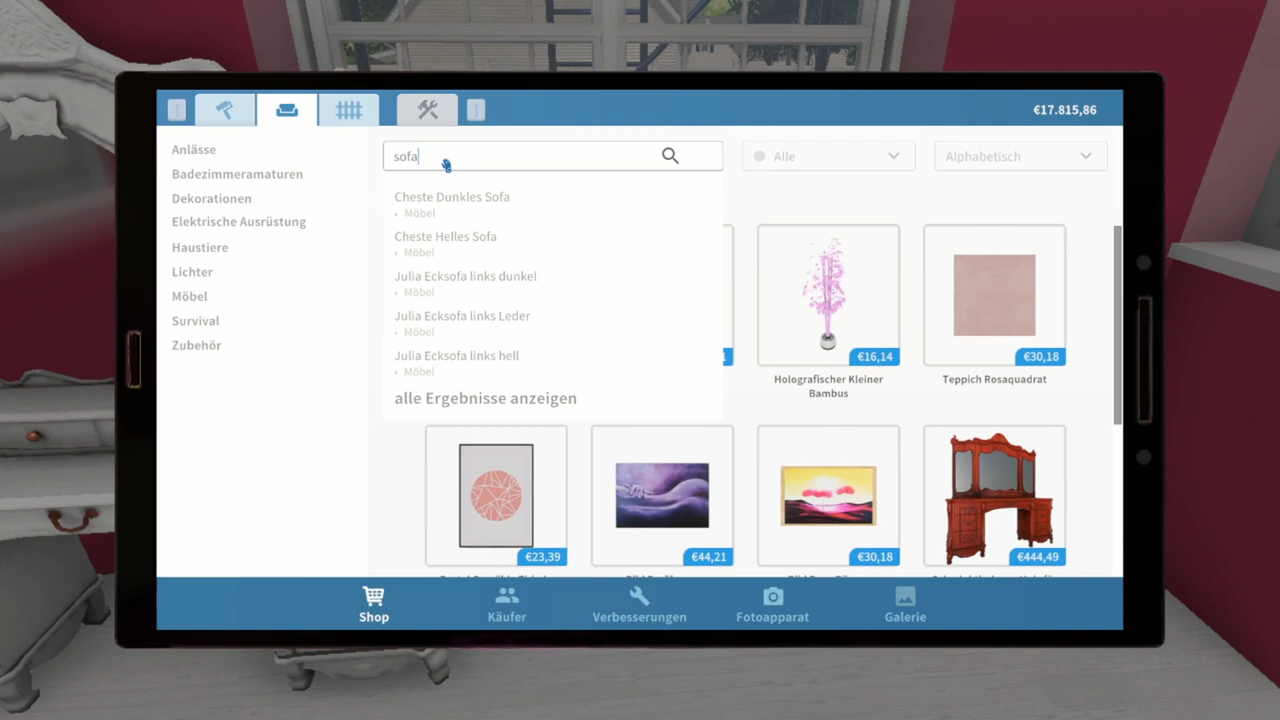 €17.815,86
Anlässe
Badezimmeramaturen
Dekorationen
Elektrische Ausrüstung
Haustiere
Lichter
Möbel
Survival
Zubehör
sofa
Alle
Alphabetisch
Cheste Dunkles Sofa
• Möbel
Cheste Helles Sofa
• Möbel
Julia Ecksofa links dunkel
• Möbel
Julia Ecksofa links Leder
• Möbel
Julia Ecksofa links hell
• Möbel
alle Ergebnisse anzeigen
€16,14
€30,18
Holografischer Kleiner
Bambus
Teppich Rosaquadrat
€23,39
€44,21
€30,18
€444,49
Shop
Käufer
Verbesserungen
Fotoapparat
Galerie